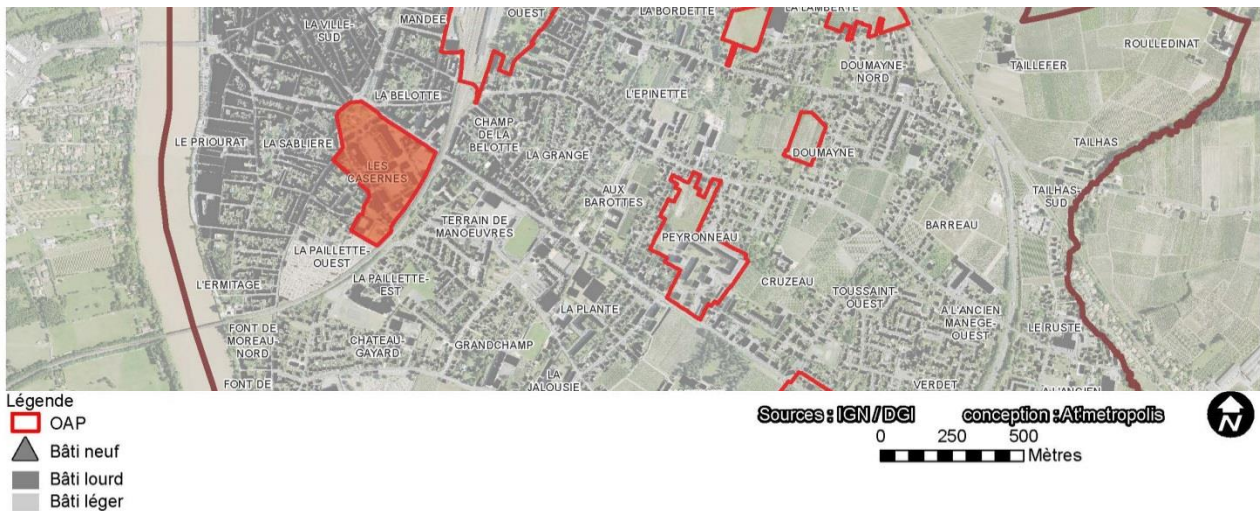 MANDEE
OUEST
LA BORDETTE
LA LAMBERTE
LA VILLE-
SUD
ROULLEDINAT
DOUMAYNE-
NORD
TAILLEFER
LA BELOTTE
L'EPINETTE
LE PRIOURAT
LA SABLIERE
CHAMP
DE LA
BELOTTE
LA GRANGE
DOUMAYNE
TAILHAS
LES
CASERNES
AUX
BAROTTES
TAILHAS-
SUD
TERRAIN DE
MANOEUVRES
PEYRONNEAU
BARREAU
LA PAILLETTE-
OUEST
L'ERMITAGE
LA PAILLETTE-
EST
CRUZEAU
TOUSSAINT-
OUEST
LA PLANTE
A L'ANCIEN
MANEGE-
OUEST
LE RUSTE
FONT DE
MOREAU-
NORD
CHATEAU-
GAYARD
GRANDCHAMP
LA
JALOUSIE
VERDET
FONT DE
A L'ANCIEN
Légende
OAP
Bâti neuf
Bâti lourd
Bâti léger
Sources : IGN / DGI conception : At'metropolis
N
0 250 500
Mètres